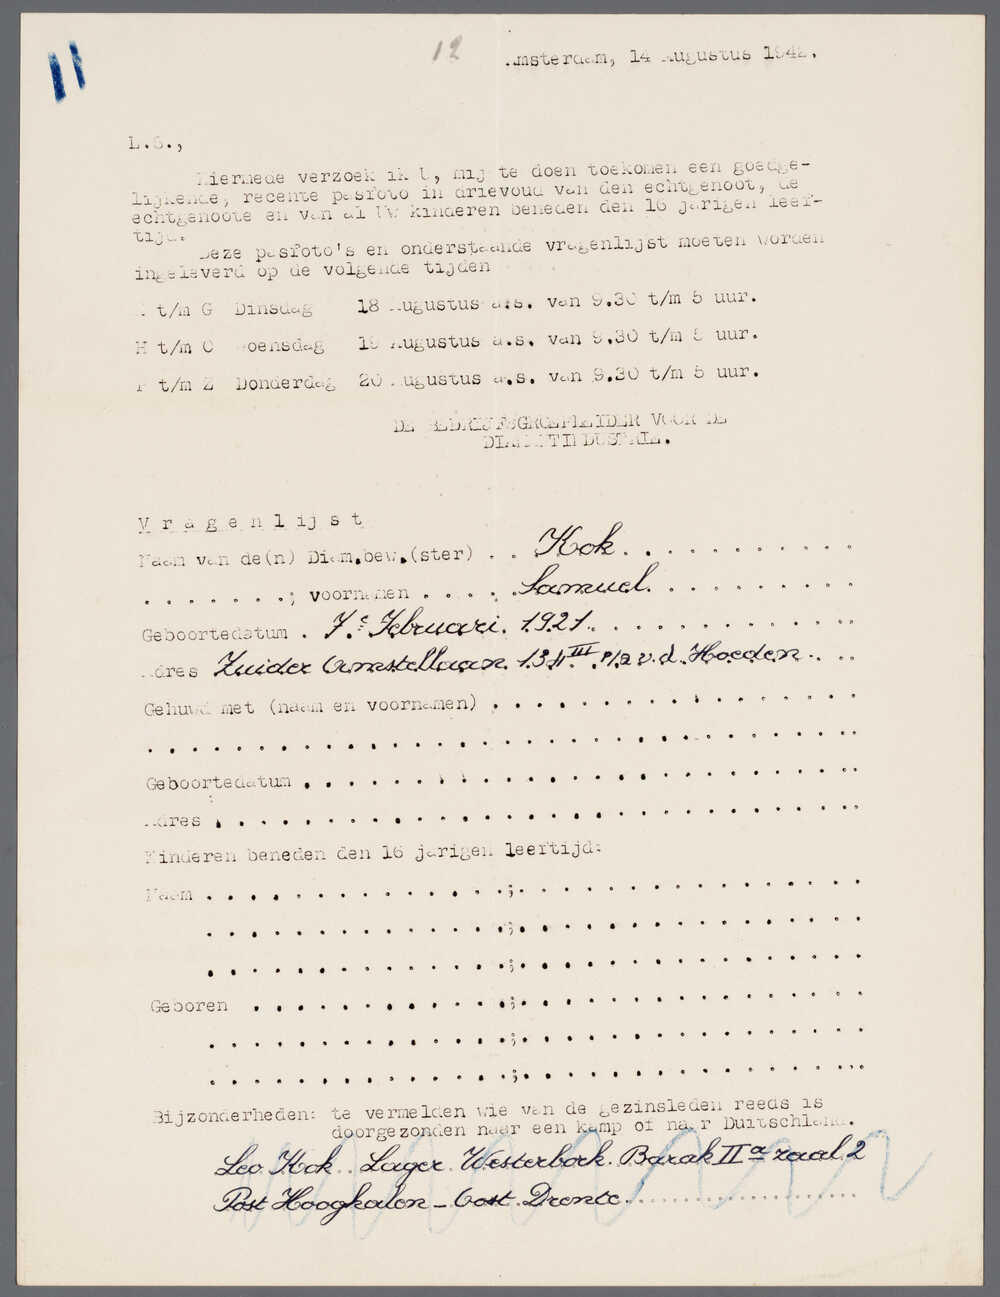 11
12
Amsterdam, 14 Augustus 1942.
L.S.,
Hiermede verzoek ik U, mij te doen toekomen een goedge-
lijkende, recente pasfoto in drievoud van den echtgenoot, de
echtgenoote en van al Uw kinderen beneden den 16 jarigen leef-
tijd.
Deze pasfoto's en onderstaande vragenlijst moeten worden
ingeleverd op de volgende tijden
A t/m G Dinsdag 18 Augustus a.s. van 9.30 t/m 5 uur.
H t/m O Woensdag 19 Augustus a.s. van 9.30 t/m 5 uur.
P t/m Z Donderdag 20 Augustus a.s. van 9.30 t/m 5 uur.
DE BEDRIJFSGROEPLEIDER VOOR DE
DIAMANTINDUSTRIE.
Vragenlijst
Naam van de(n) Diam.bew.(ster) . . Kok. . . . . . . . . . . .
. . . . . . .; voornamen . . . . . Samuel. . . . . . . . . . .
Geboortedatum . 7e Februari. 1921. . . . . . . . . . . . . .
Adres Zuider Amstellaan 134III. p/a v.d. Hoeden. . .
Gehuwd met (naam en voornamen) . . . . . . . . . . . . . . . .
. . . . . . . . . . . . . . . . . . . . . . . . . . . . . . .
Geboortedatum . . . . . . . . . . . . . . . . . . . . . . . .
Adres . . . . . . . . . . . . . . . . . . . . . . . . . . . .
Kinderen beneden den 16 jarigen leeftijd:
Naam . . . . . . . . . . . . . .; . . . . . . . . . . . . . .
. . . . . . . . . . . . . .; . . . . . . . . . . . . . .
. . . . . . . . . . . . . .; . . . . . . . . . . . . . .
Geboren . . . . . . . . . . . .; . . . . . . . . . . . . . .
. . . . . . . . . . . . . .; . . . . . . . . . . . . . .
. . . . . . . . . . . . . .; . . . . . . . . . . . . . .
Bijzonderheden: te vermelden wie van de gezinsleden reeds is
doorgezonden naar een kamp of naar Duitschland.
Leo Kok. Lager. Westerbork. Barak IIa zaal 2
Post Hooghalen - Oost. Drente. . . . . . . . . . . .